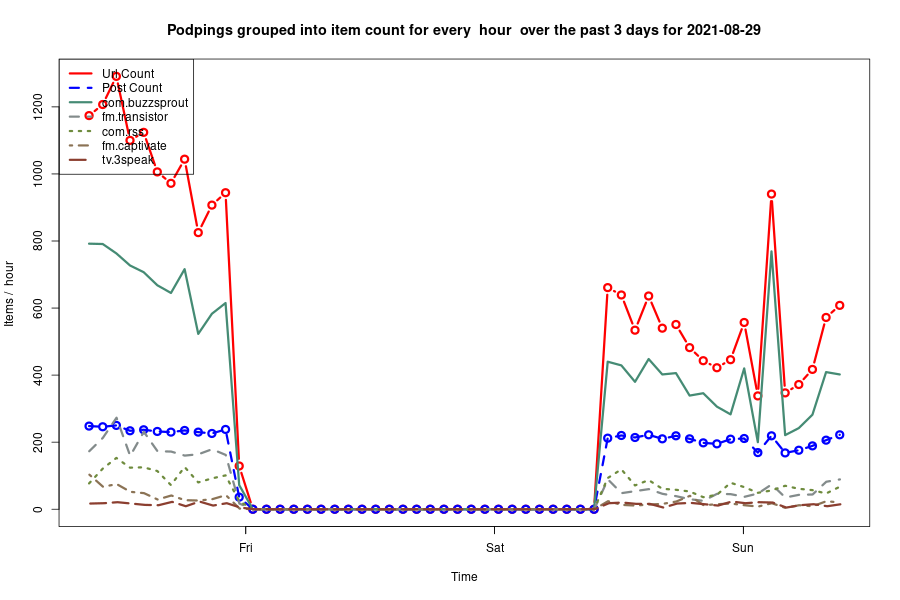 Podpings grouped into item count for every  hour  over the past 3 days for 2021-08-29
Url Count
Post Count
com.buzzsprout
fm.transistor
com.rss
fm.captivate
tv.3speak
1200
1000
800
600
400
200
0
Items /  hour
Fri Sat Sun
Time